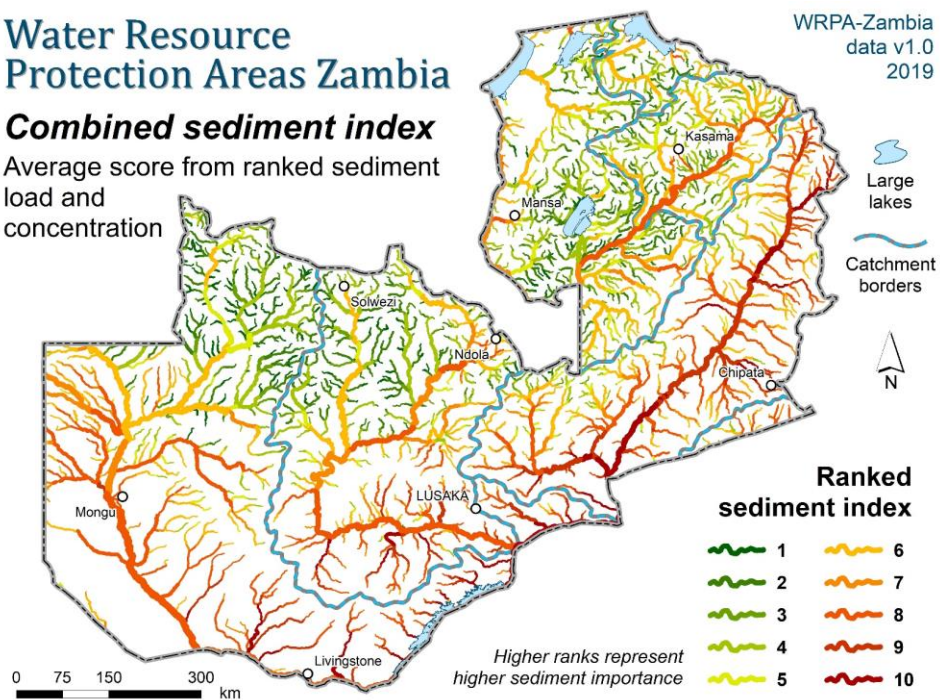 Water Resource
Protection Areas Zambia
Combined sediment index
Average score from ranked sediment
load and
concentration
WRPA-Zambia
data v1.0
2019
Large
lakes
Catchment
borders
N
Kasama
Mansa
Solwezi
Ndola
Chipata
Mongu
LUSAKA
Livingstone
Ranked
sediment index
1 6
2 7
3 8
4 9
5 10
Higher ranks represent
higher sediment importance
0 75 150 300
km